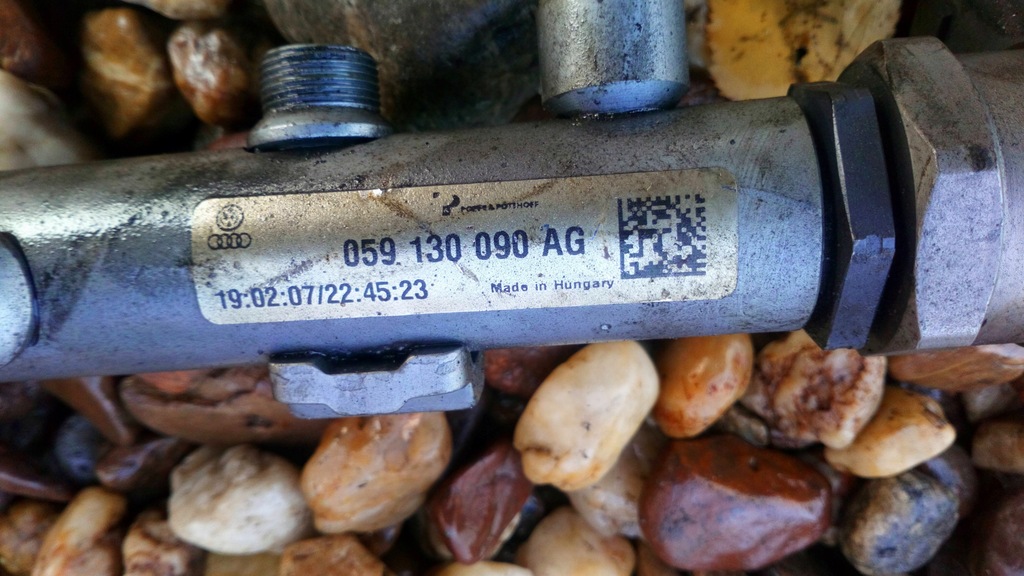 POPPE & POTTHOFF
059 130 090 AG
19:02:07/22:45:23
Made in Hungary